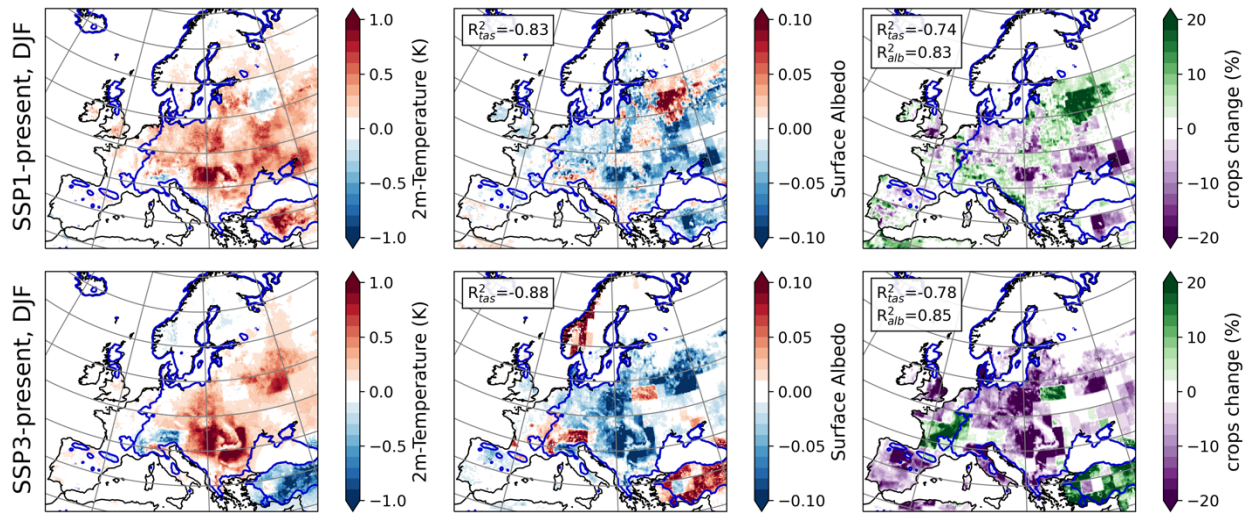 SSP1-present, DJF
1.0
0.5
0.0
−0.5
−1.0
2m-Temperature (K)
R²tas=-0.83
0.10
0.05
0.00
−0.05
−0.10
Surface Albedo
R²tas=-0.74
R²alb=0.83
20
10
0
−10
−20
crops change (%)
SSP3-present, DJF
1.0
0.5
0.0
−0.5
−1.0
2m-Temperature (K)
R²tas=-0.88
0.10
0.05
0.00
−0.05
−0.10
Surface Albedo
R²tas=-0.78
R²alb=0.85
20
10
0
−10
−20
crops change (%)